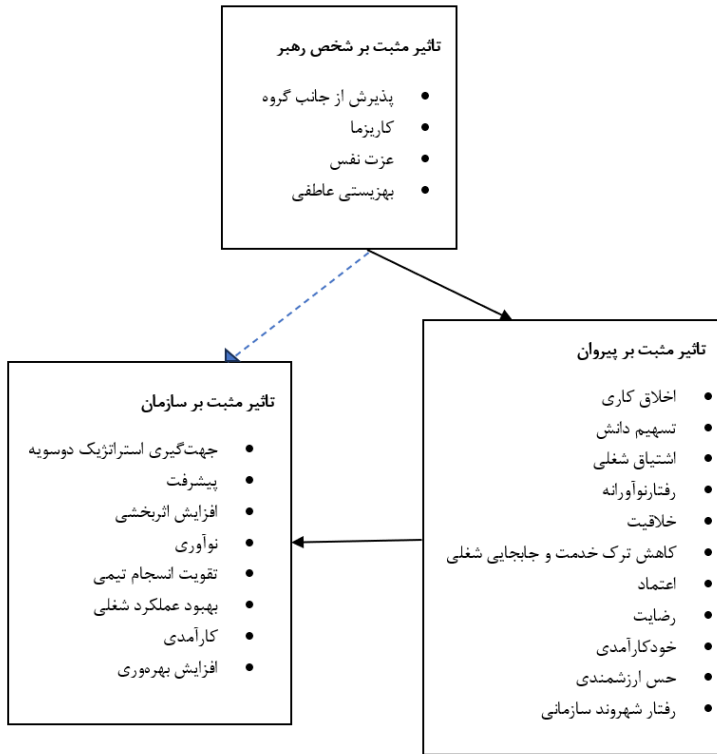 تاثیر مثبت بر شخص رهبر
پذیرش از جانب گروه
کاریزما
عزت نفس
بهزیستی عاطفی
تاثیر مثبت بر پیروان
اخلاق کاری
تسهیم دانش
اشتیاق شغلی
رفتارنوآورانه
خلاقیت
کاهش ترک خدمت و جابجایی شغلی
اعتماد
رضایت
خودکارآمدی
حس ارزشمندی
رفتار شهروند سازمانی
تاثیر مثبت بر سازمان
جهت‌گیری استراتژیک دوسویه
پیشرفت
افزایش اثربخشی
نوآوری
تقویت انسجام تیمی
بهبود عملکرد شغلی
کارآمدی
افزایش بهره‌وری